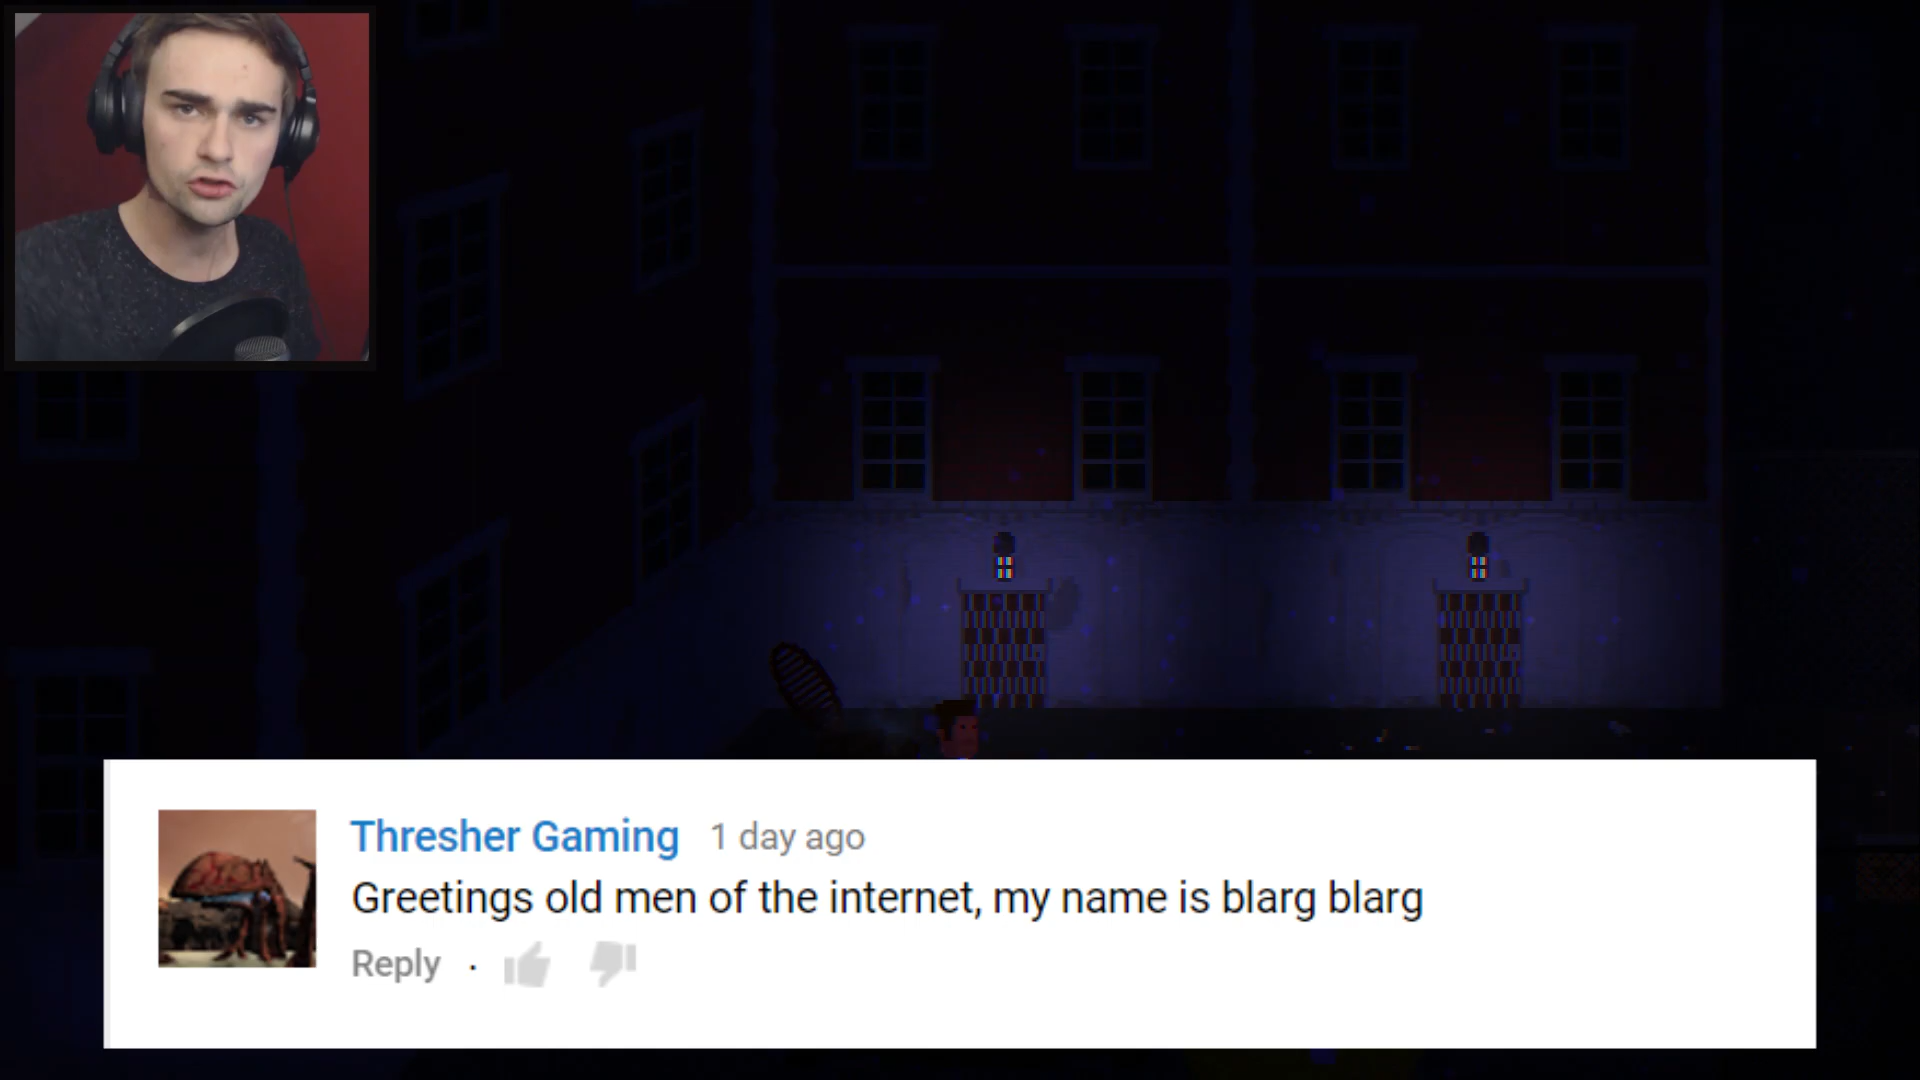 Thresher Gaming 1 day ago
Greetings old men of the internet, my name is blarg blarg
Reply ·